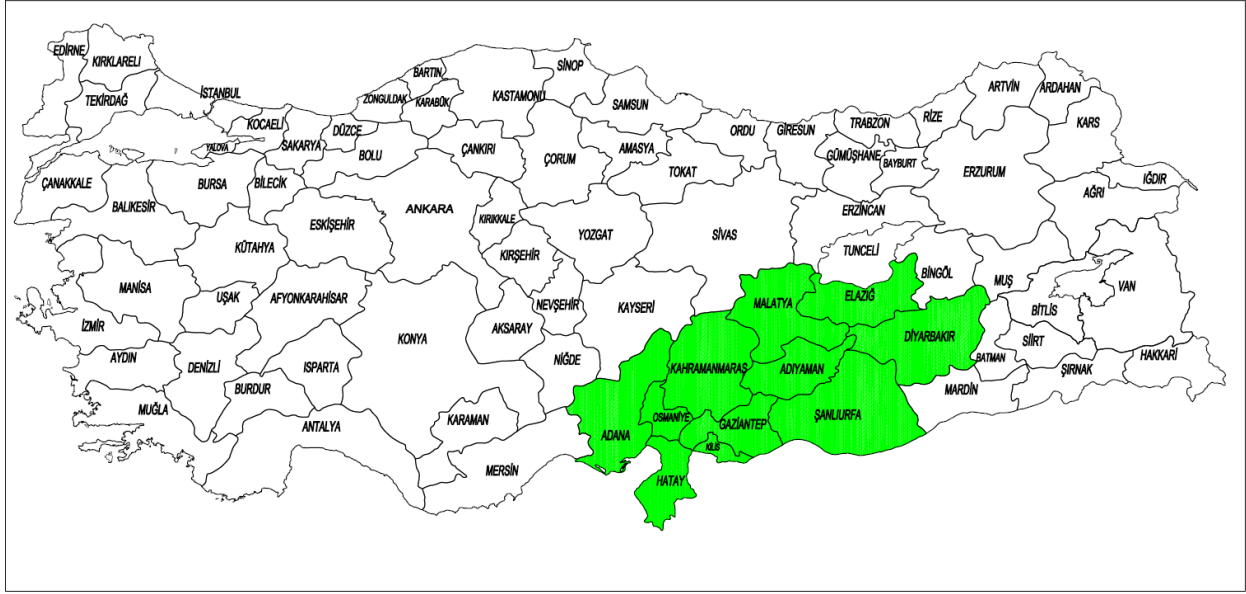 EDİRNE
KIRKLARELİ
TEKİRDAĞ
İSTANBUL
KOCAELİ
YALOVA
SAKARYA
DÜZCE
ZONGULDAK
BARTIN
KARABÜK
KASTAMONU
SİNOP
SAMSUN
ORDU
GİRESUN
TRABZON
RİZE
ARTVİN
ARDAHAN
KARS
BOLU
ÇANKIRI
ÇORUM
AMASYA
TOKAT
GÜMÜŞHANE
BAYBURT
ERZURUM
IĞDIR
AĞRI
ÇANAKKALE
BALIKESİR
BURSA
BİLECİK
ESKİŞEHİR
ANKARA
KIRIKKALE
YOZGAT
SİVAS
ERZİNCAN
KÜTAHYA
KIRŞEHİR
TUNCELİ
BİNGÖL
MUŞ
VAN
MANİSA
UŞAK
AFYONKARAHİSAR
NEVŞEHİR
KAYSERİ
MALATYA
ELAZIĞ
BİTLİS
İZMİR
KONYA
AKSARAY
DİYARBAKIR
SİİRT
AYDIN
DENİZLİ
ISPARTA
NİĞDE
KAHRAMANMARAŞ
ADIYAMAN
BATMAN
ŞIRNAK
HAKKARİ
BURDUR
MARDİN
MUĞLA
ANTALYA
KARAMAN
OSMANİYE
GAZİANTEP
ŞANLIURFA
ADANA
KİLİS
MERSİN
HATAY